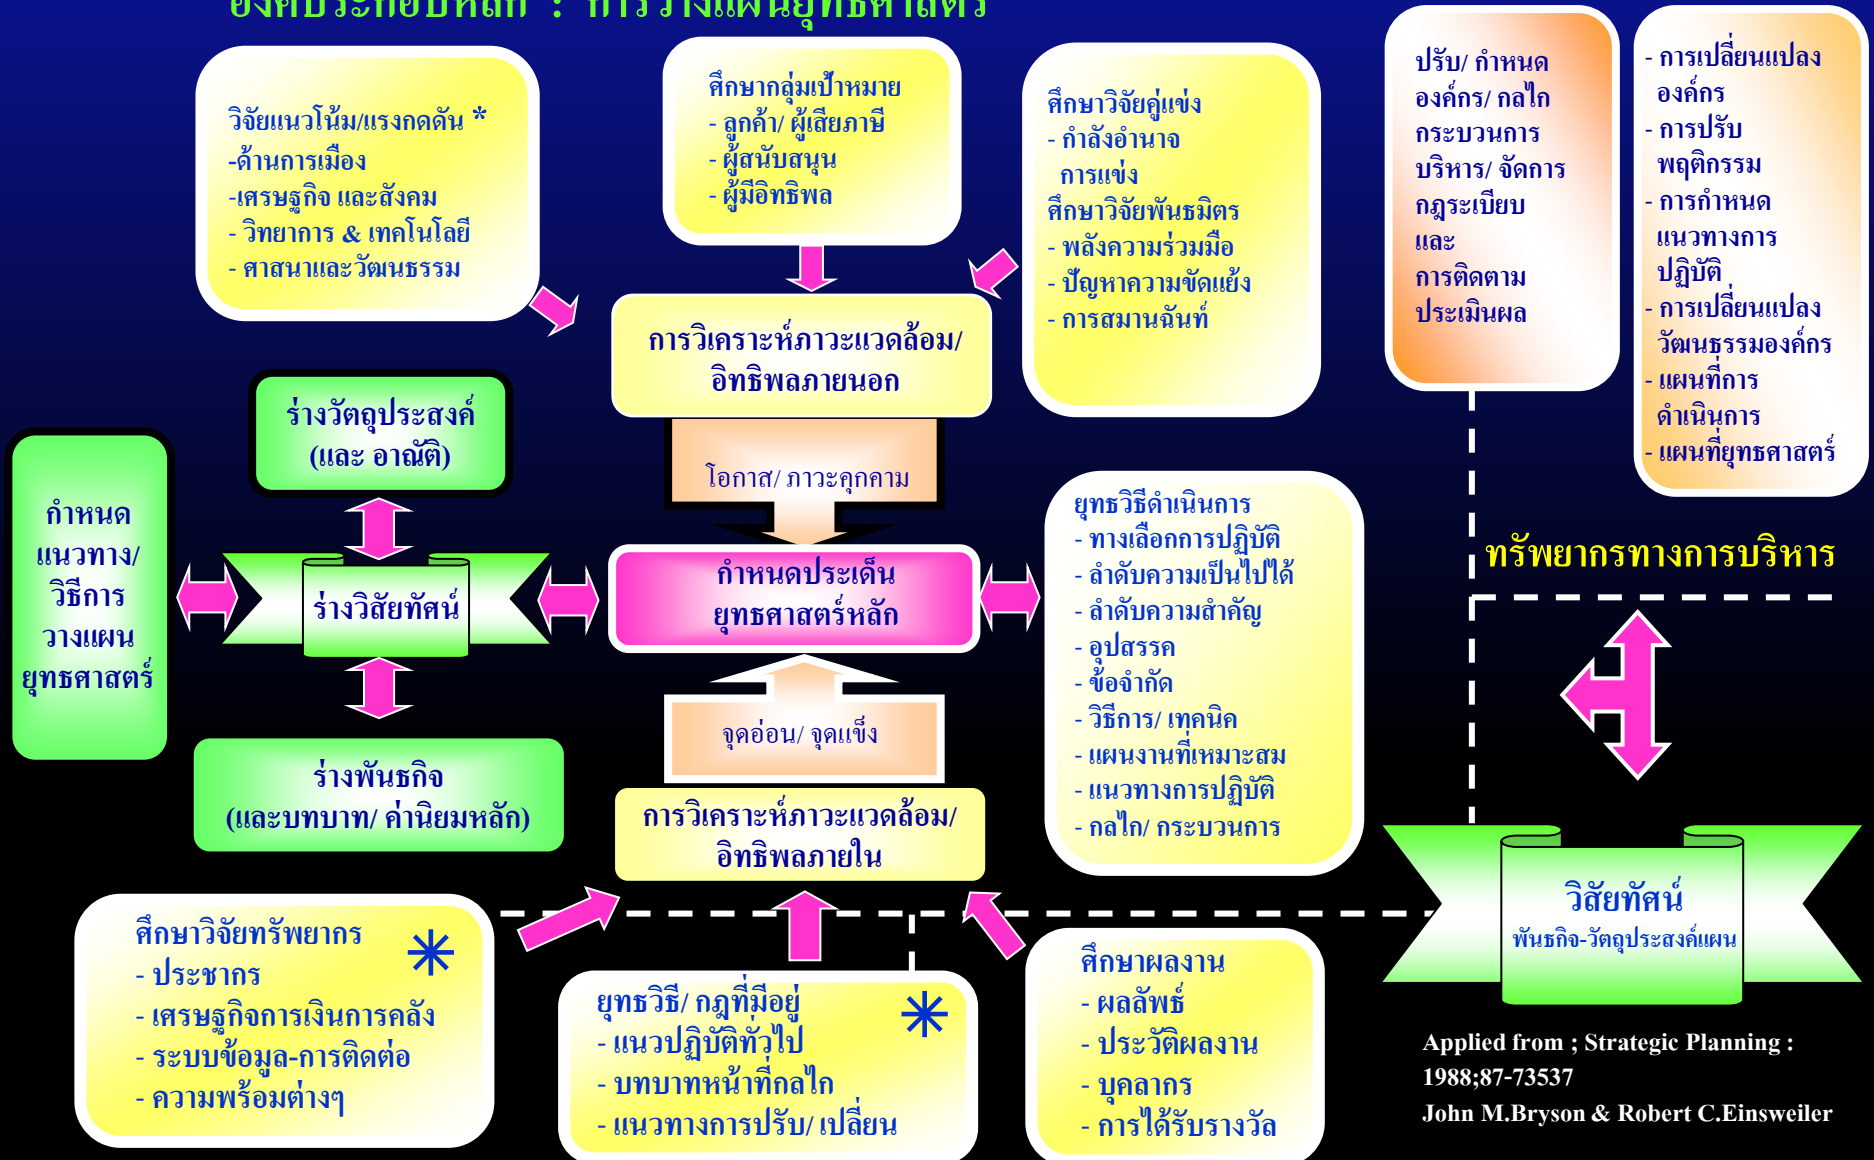 องค์ประกอบหลัก : การวางแผนยุทธศาสตร์
วิจัยแนวโน้ม/แรงกดดัน *
-ด้านการเมือง
-เศรษฐกิจ และสังคม
- วิทยาการ & เทคโนโลยี
- ศาสนาและวัฒนธรรม
ศึกษากลุ่มเป้าหมาย
- ลูกค้า/ ผู้เสียภาษี
- ผู้สนับสนุน
- ผู้มีอิทธิพล
ศึกษาวิจัยคู่แข่ง
- กำลังอำนาจ
การแข่ง
ศึกษาวิจัยพันธมิตร
- พลังความร่วมมือ
- ปัญหาความขัดแย้ง
- การสมานฉันท์
ปรับ/ กำหนด
องค์กร/ กลไก
กระบวนการ
บริหาร/ จัดการ
กฎระเบียบ
และ
การติดตาม
ประเมินผล
- การเปลี่ยนแปลง
องค์กร
- การปรับ
พฤติกรรม
- การกำหนด
แนวทางการ
ปฏิบัติ
- การเปลี่ยนแปลง
วัฒนธรรมองค์กร
- แผนที่การ
ดำเนินการ
- แผนที่ยุทธศาสตร์
การวิเคราะห์ภาวะแวดล้อม/
อิทธิพลภายนอก
โอกาส/ ภาวะคุกคาม
ร่างวัตถุประสงค์
(และ อาณัติ)
กำหนด
แนวทาง/
วิธีการ
วางแผน
ยุทธศาสตร์
ร่างวิสัยทัศน์
กำหนดประเด็น
ยุทธศาสตร์หลัก
ยุทธวิธีดำเนินการ
- ทางเลือกการปฏิบัติ
- ลำดับความเป็นไปได้
- ลำดับความสำคัญ
- อุปสรรค
- ข้อจำกัด
- วิธีการ/ เทคนิค
- แผนงานที่เหมาะสม
- แนวทางการปฏิบัติ
- กลไก/ กระบวนการ
ทรัพยากรทางการบริหาร
จุดอ่อน/ จุดแข็ง
ร่างพันธกิจ
(และบทบาท/ ค่านิยมหลัก)
การวิเคราะห์ภาวะแวดล้อม/
อิทธิพลภายใน
ศึกษาวิจัยทรัพยากร
- ประชากร
- เศรษฐกิจการเงินการคลัง
- ระบบข้อมูล-การติดต่อ
- ความพร้อมต่างๆ
ยุทธวิธี/ กฎที่มีอยู่
- แนวปฏิบัติทั่วไป
- บทบาทหน้าที่กลไก
- แนวทางการปรับ/ เปลี่ยน
ศึกษาผลงาน
- ผลลัพธ์
- ประวัติผลงาน
- บุคลากร
- การได้รับรางวัล
วิสัยทัศน์
พันธกิจ-วัตถุประสงค์แผน
Applied from ; Strategic Planning :
1988;87-73537
John M.Bryson & Robert C.Einsweiler